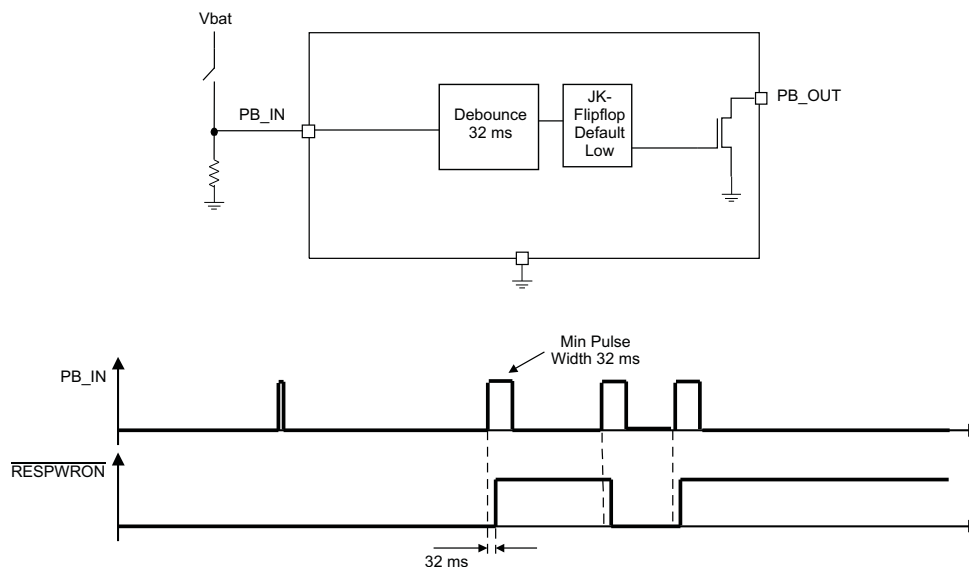 Vbat
PB_IN
Debounce
32 ms
JK-
Flipflop
Default
Low
PB_OUT
Min Pulse
Width 32 ms
PB_IN
RESPWRON
32 ms